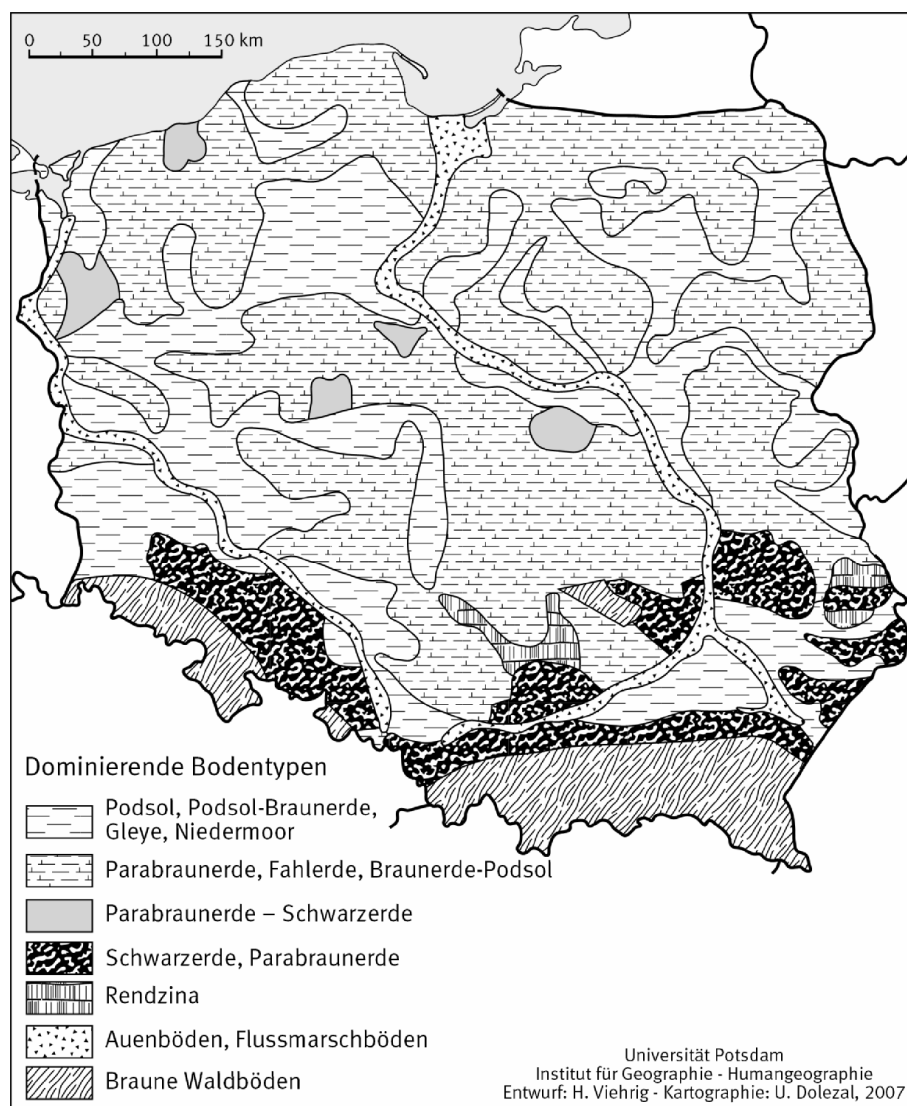 0 50 100 150 km
Dominierende Bodentypen
Podsol, Podsol-Braunerde,
Gleye, Niedermoor
Parabraunerde, Fahlerde, Braunerde-Podsol
Parabraunerde – Schwarzerde
Schwarzerde, Parabraunerde
Rendzina
Auenböden, Flussmarschböden
Braune Waldböden
Universität Potsdam
Institut für Geographie - Humangeographie
Entwurf: H. Viehrig - Kartographie: U. Dolezal, 2007